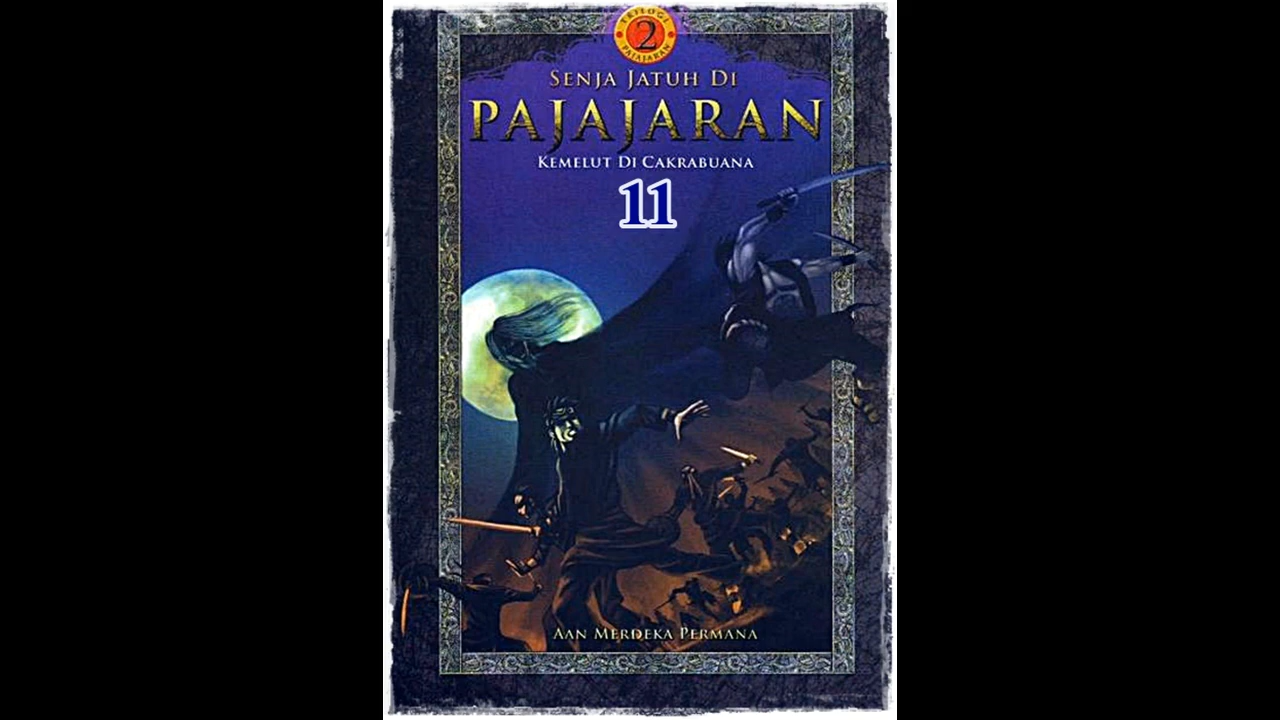 TRILOGI
2
PAJAJARAN
SENJA JATUH DI
PAJAJARAN
KEMELUT DI CAKRABUANA
11
AAN MERDEKA PERMANA